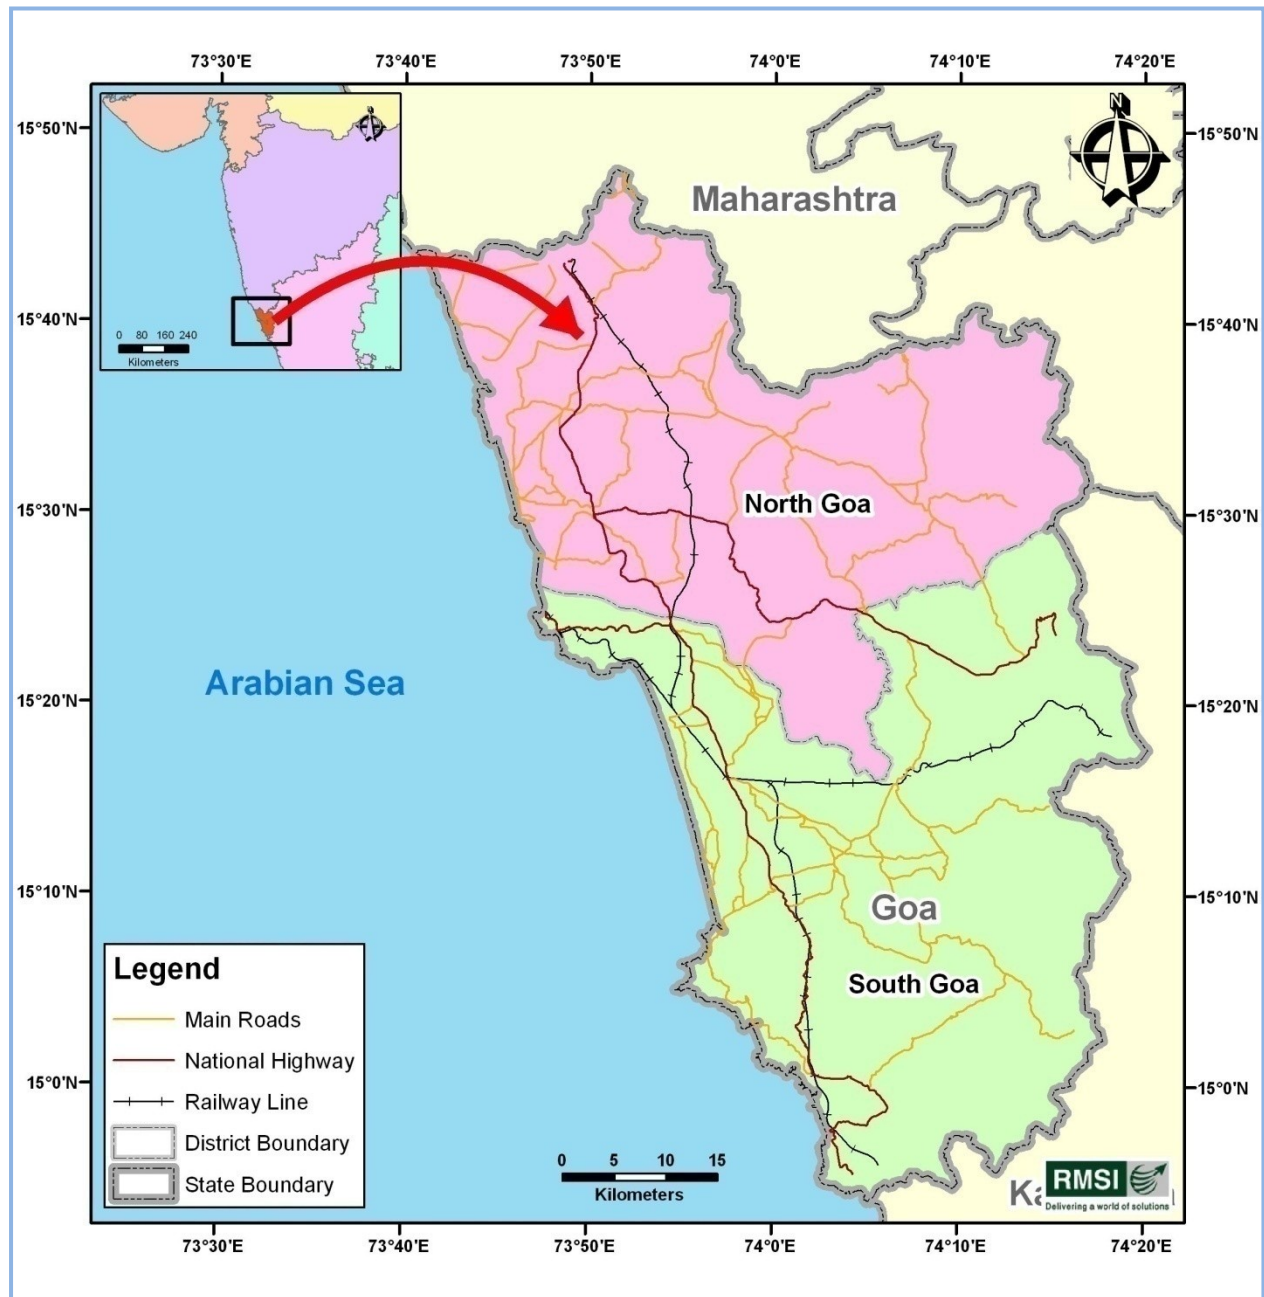 73°30'E 73°40'E 73°50'E 74°0'E 74°10'E 74°20'E
15°50'N 15°50'N
N
Maharashtra
0 80 160 240
Kilometers
15°40'N 15°40'N
North Goa
15°30'N 15°30'N
Arabian Sea
15°20'N 15°20'N
15°10'N 15°10'N
Goa
South Goa
Legend
Main Roads
National Highway
Railway Line
District Boundary
State Boundary
15°0'N 15°0'N
0 5 10 15
Kilometers
RMSI
Delivering a world of solutions
73°30'E 73°40'E 73°50'E 74°0'E 74°10'E 74°20'E